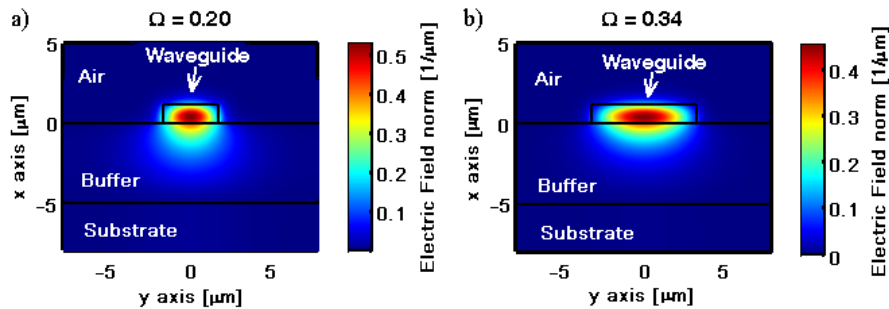 a)
Ω = 0.20
5
0
-5
x axis [μm]
Air
Waveguide
Buffer
Substrate
-5
0
5
y axis [μm]
0.5
0.4
0.3
0.2
0.1
Electric Field norm [1/μm]
b)
Ω = 0.34
5
0
-5
x axis [μm]
Air
Waveguide
Buffer
Substrate
-5
0
5
y axis [μm]
0.4
0.3
0.2
0.1
0
Electric Field norm [1/μm]